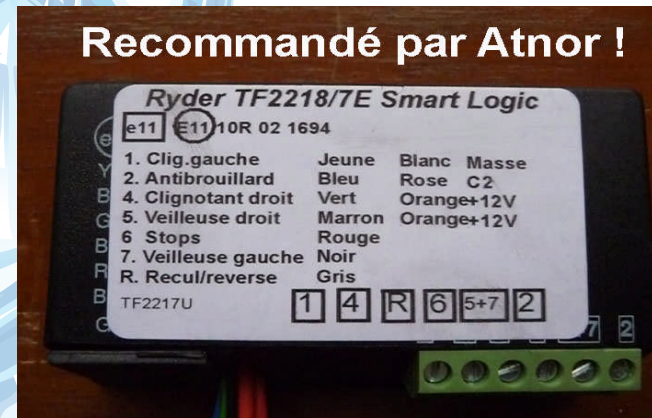 Recommandé par Atnor !
Ryder TF2218/7E Smart Logic
e11 E11 10R 02 1694
1. Clig.gauche Jeune Blanc Masse
2. Antibrouillard Bleu Rose C2
4. Clignotant droit Vert Orange+12V
5. Veilleuse droit Marron Orange+12V
6 Stops Rouge
7. Veilleuse gauche Noir
R. Recul/reverse Gris
TF2217U 1 4 R 6 5+7 2
e
Y
B
G
B
R
B
G
7 2